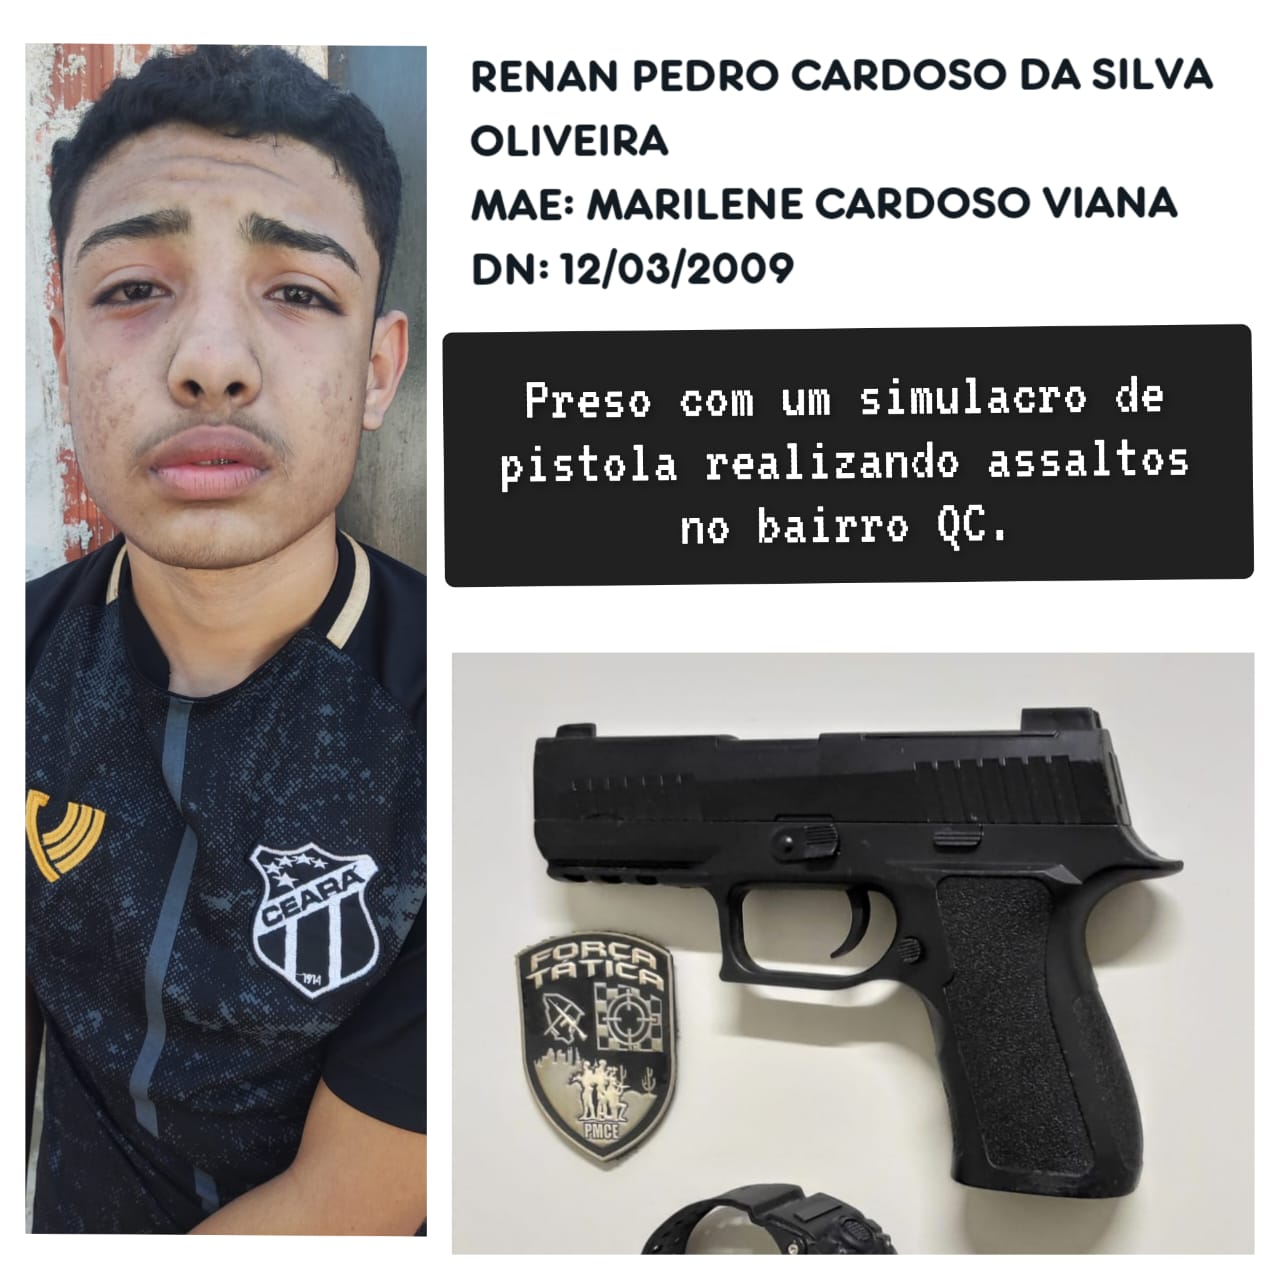 RENAN PEDRO CARDOSO DA SILVA
OLIVEIRA
MAE: MARILENE CARDOSO VIANA
DN: 12/03/2009
Preso com um simulacro de
pistola realizando assaltos
no bairro QC.
CEARÁ
1914
FORÇA
TATICA
PMCE